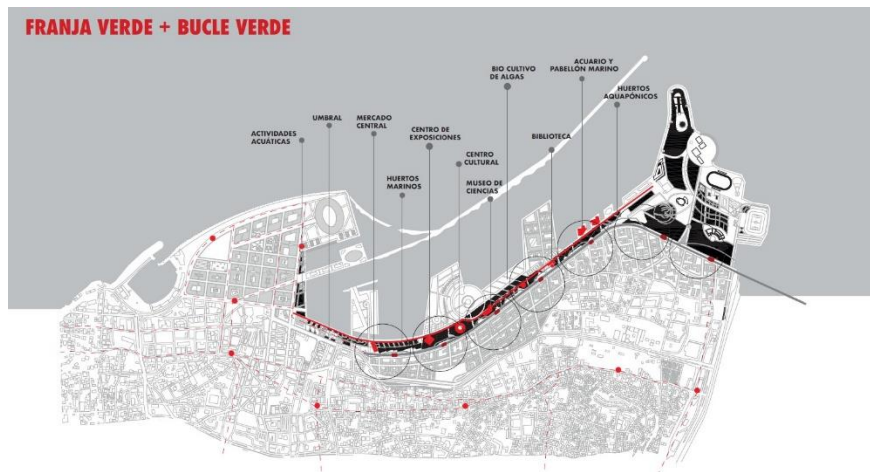 FRANJA VERDE + BUCLE VERDE
ACTIVIDADES
ACUÁTICAS
UMBRAL
MERCADO
CENTRAL
HUERTOS
MARINOS
CENTRO DE
EXPOSICIONES
CENTRO
CULTURAL
MUSEO DE
CIENCIAS
BIO CULTIVO
DE ALGAS
BIBLIOTECA
ACUARIO Y
PABELLÓN MARINO
HUERTOS
AQUAPÓNICOS